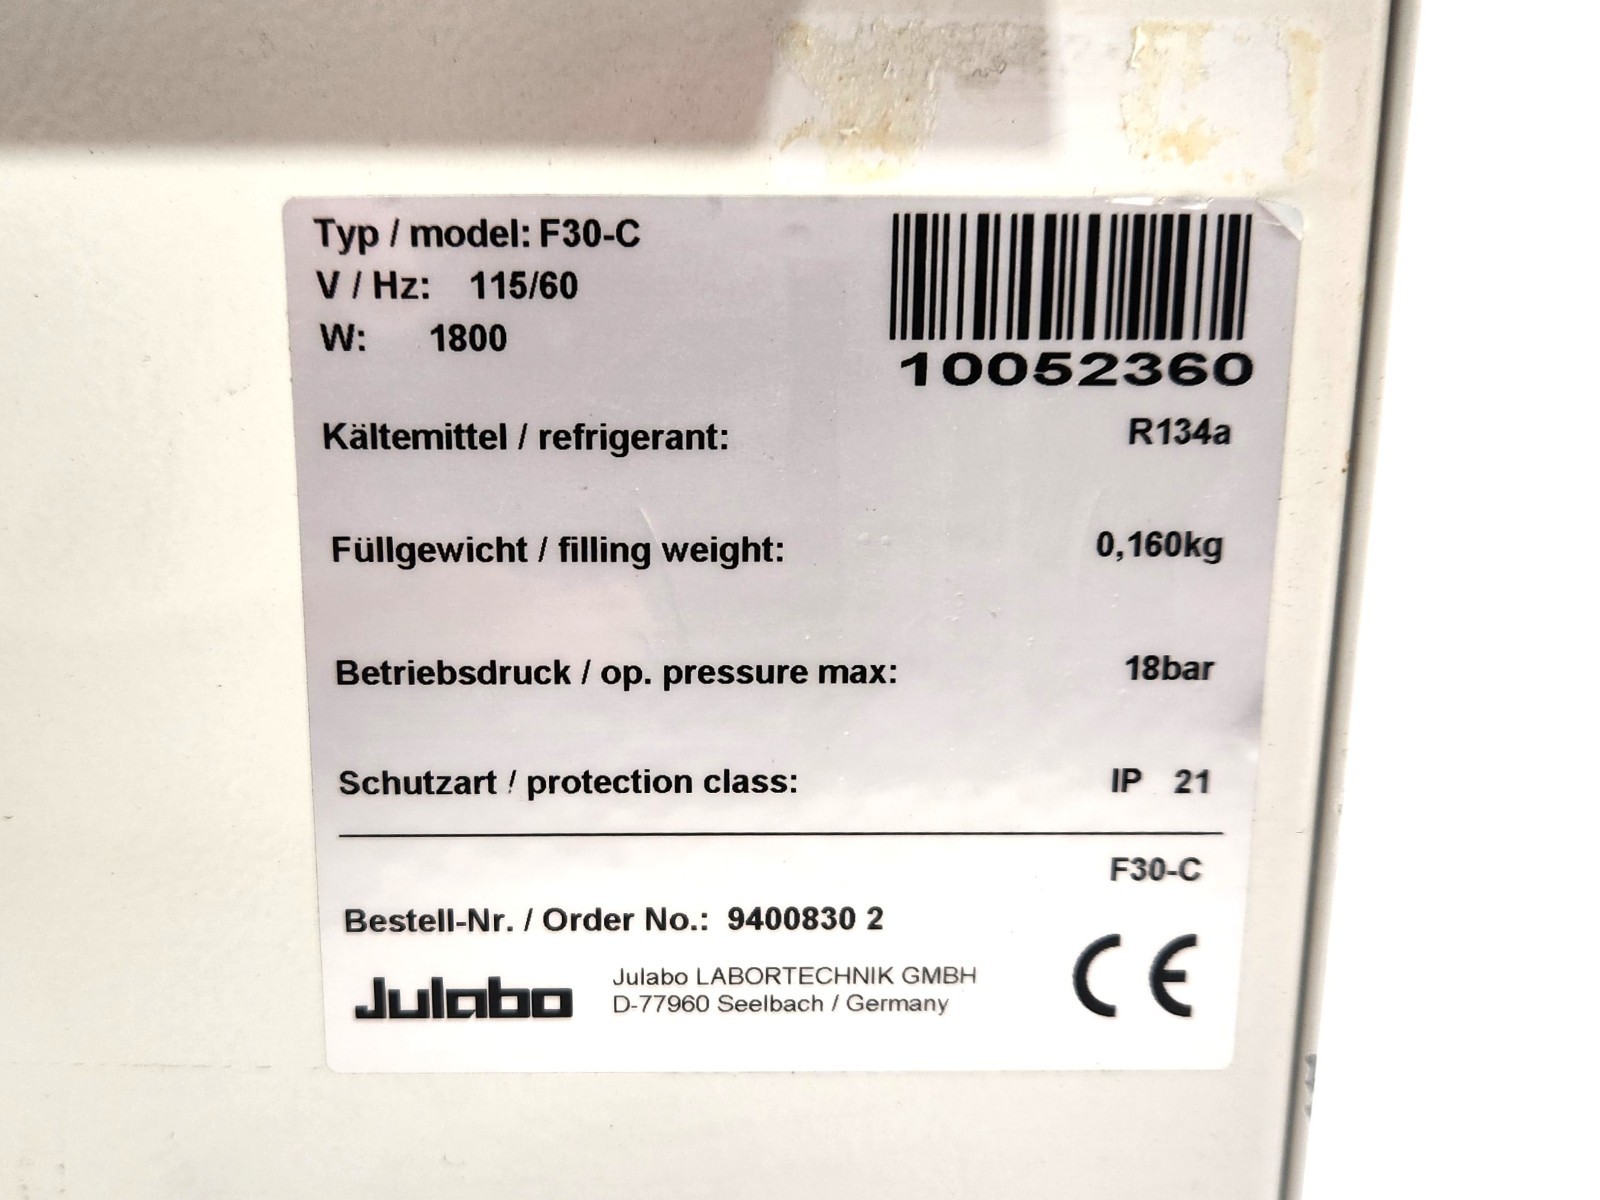 Typ / model: F30-C
V / Hz: 115/60
W: 1800
10052360
Kältemittel / refrigerant: R134a
Füllgewicht / filling weight: 0,160kg
Betriebsdruck / op. pressure max: 18bar
Schutzart / protection class: IP 21
F30-C
Bestell-Nr. / Order No.: 9400830 2
Julabo
Julabo LABORTECHNIK GMBH
D-77960 Seelbach / Germany
CE